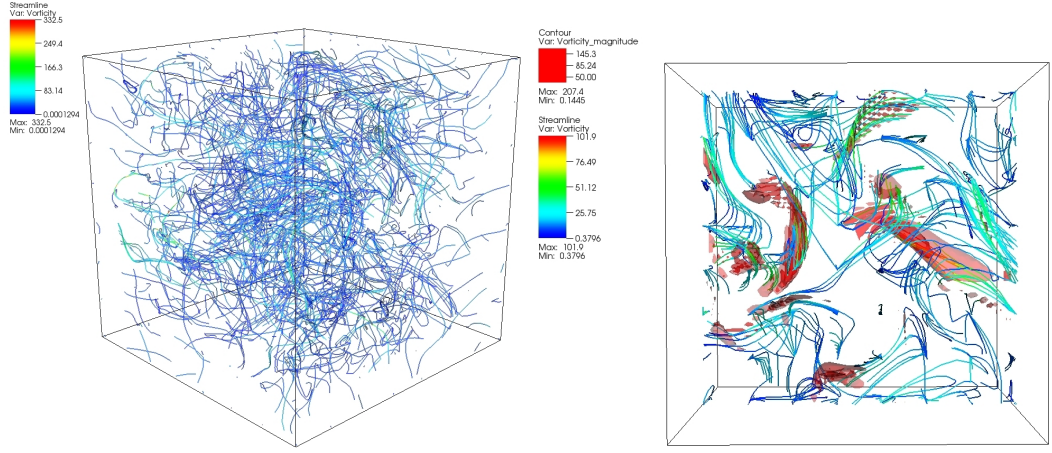 Streamline
Var: Vorticity
332.5
249.4
166.3
83.14
0.0001294
Max: 332.5
Min: 0.0001294
Contour
Var: Vorticity_magnitude
145.3
85.24
50.00
Max: 207.4
Min: 0.1445
Streamline
Var: Vorticity
101.9
76.49
51.12
25.75
0.3796
Max: 101.9
Min: 0.3796